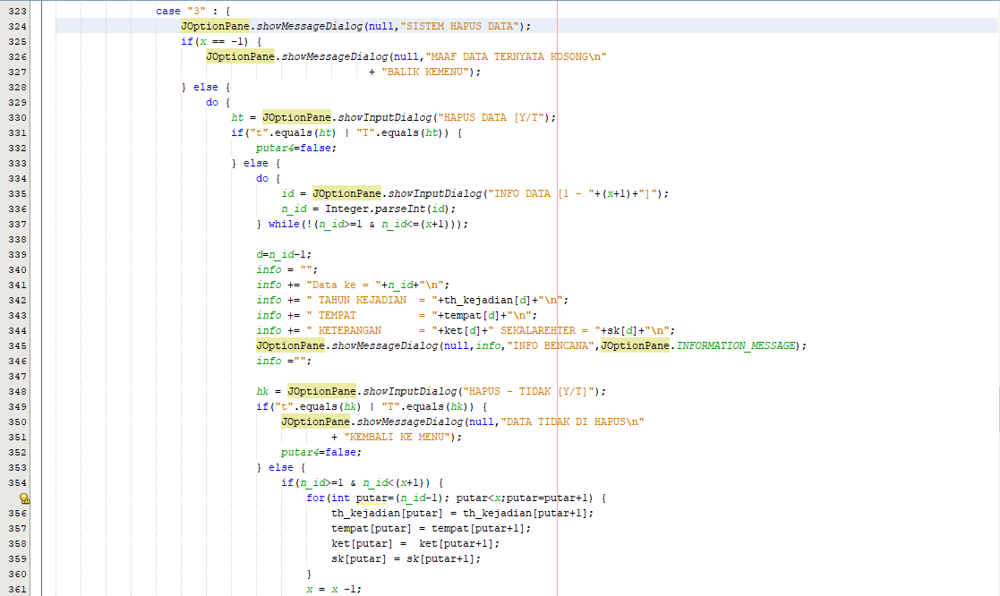 323 case "3" : {
324 JOptionPane.showMessageDialog(null,"SISTEM HAPUS DATA");
325 if(x == -1) {
326 JOptionPane.showMessageDialog(null,"MAAF DATA TERNYATA KOSONG\n"
327 + "BALIK KEMENU");
328 } else {
329 do {
330 ht = JOptionPane.showInputDialog("HAPUS DATA [Y/T");
331 if("t".equals(ht) | "T".equals(ht)) {
332 putar4=false;
333 } else {
334 do {
335 id = JOptionPane.showInputDialog("INFO DATA [1 - "+(x+1)+"]");
336 n_id = Integer.parseInt(id);
337 } while(!(n_id>=1 & n_id<=(x+1)));
338
339 d=n_id-1;
340 info = "";
341 info += "Data ke = "+n_id+"\n";
342 info += " TAHUN KEJADIAN  = "+th_kejadian[d]+"\n";
343 info += " TEMPAT          = "+tempat[d]+"\n";
344 info += " KETERANGAN      = "+ket[d]+" SEKALAREHTER = "+sk[d]+"\n";
345 JOptionPane.showMessageDialog(null,info,"INFO BENCANA",JOptionPane.INFORMATION_MESSAGE);
346 info ="";
347
348 hk = JOptionPane.showInputDialog("HAPUS - TIDAK [Y/T]");
349 if("t".equals(hk) | "T".equals(hk)) {
350 JOptionPane.showMessageDialog(null,"DATA TIDAK DI HAPUS\n"
351 + "KEMBALI KE MENU");
352 putar4=false;
353 } else {
354 if(n_id>=1 & n_id<(x+1)) {
for(int putar=(n_id-1); putar<x;putar=putar+1) {
356 th_kejadian[putar] = th_kejadian[putar+1];
357 tempat[putar] = tempat[putar+1];
358 ket[putar] =  ket[putar+1];
359 sk[putar] = sk[putar+1];
360 }
361 x = x -1;